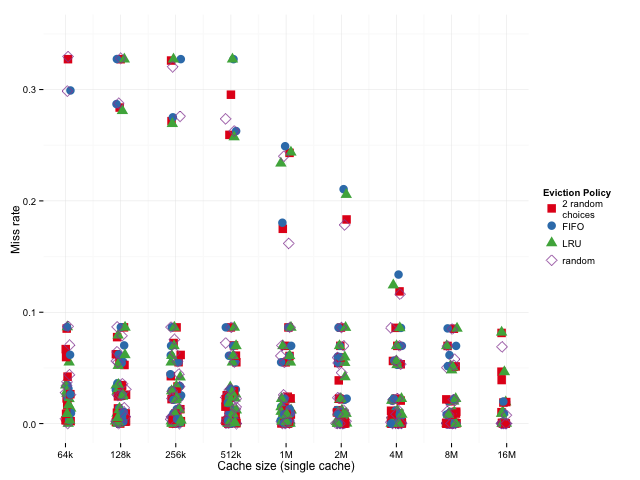 0.3
0.2
0.1
0.0
Miss rate
64k 128k 256k 512k 1M 2M 4M 8M 16M
Cache size (single cache)
Eviction Policy
2 random
choices
FIFO
LRU
random